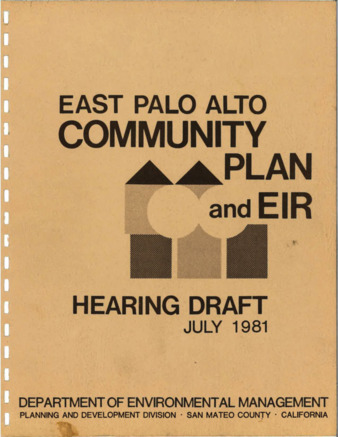 EAST PALO ALTO
COMMUNITY
PLAN
and EIR
HEARING DRAFT
JULY 1981
DEPARTMENT OF ENVIRONMENTAL MANAGEMENT
PLANNING AND DEVELOPMENT DIVISION · SAN MATEO COUNTY · CALIFORNIA